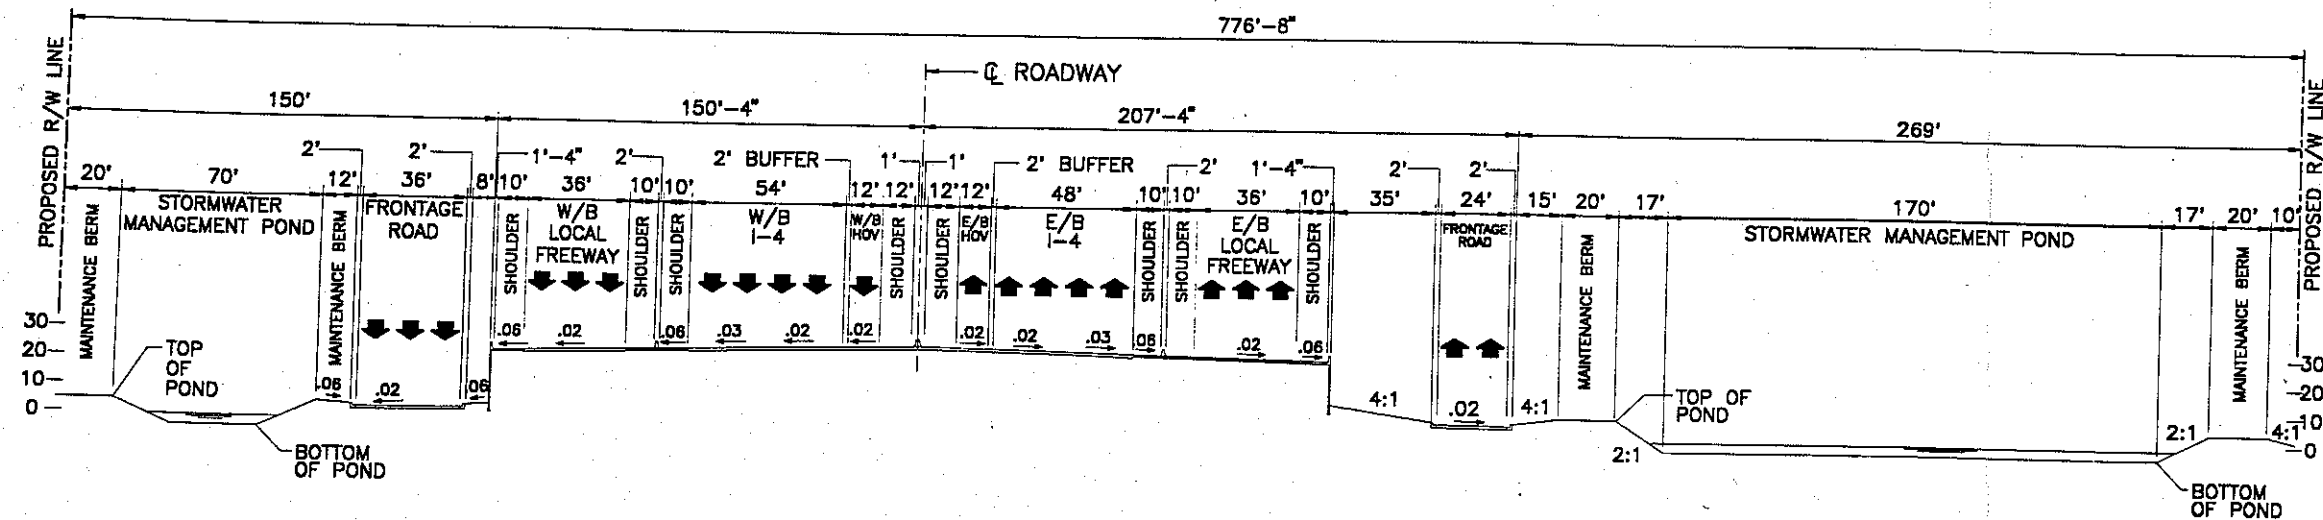 776'-8"
℄ ROADWAY
150'
150'-4"
207'-4"
269'
PROPOSED R/W LINE
2'
2'
1'-4"
2'
2' BUFFER
1'
1'
2' BUFFER
2'
1'-4"
2'
2'
PROPOSED R/W LINE
20'
70'
12'
36'
8'
10'
36'
10'
10'
54'
12'
12'
12'
12'
48'
10'
10'
36'
10'
35'
24'
15'
20'
17'
170'
17'
20'
10'
MAINTENANCE BERM
STORMWATER
MANAGEMENT POND
MAINTENANCE BERM
FRONTAGE
ROAD
SHOULDER
W/B
LOCAL
FREEWAY
SHOULDER
SHOULDER
W/B
I-4
W/B
HOV
SHOULDER
SHOULDER
E/B
HOV
E/B
I-4
SHOULDER
SHOULDER
E/B
LOCAL
FREEWAY
SHOULDER
FRONTAGE
ROAD
MAINTENANCE BERM
STORMWATER MANAGEMENT POND
MAINTENANCE BERM
30
20
10
0
TOP
OF
POND
BOTTOM
OF POND
.06
.02
.06
.06
.02
.06
.03
.02
.02
.02
.02
.03
.06
.02
.06
4:1
.02
4:1
TOP OF
POND
2:1
2:1
4:1
30
20
10
0
BOTTOM
OF POND